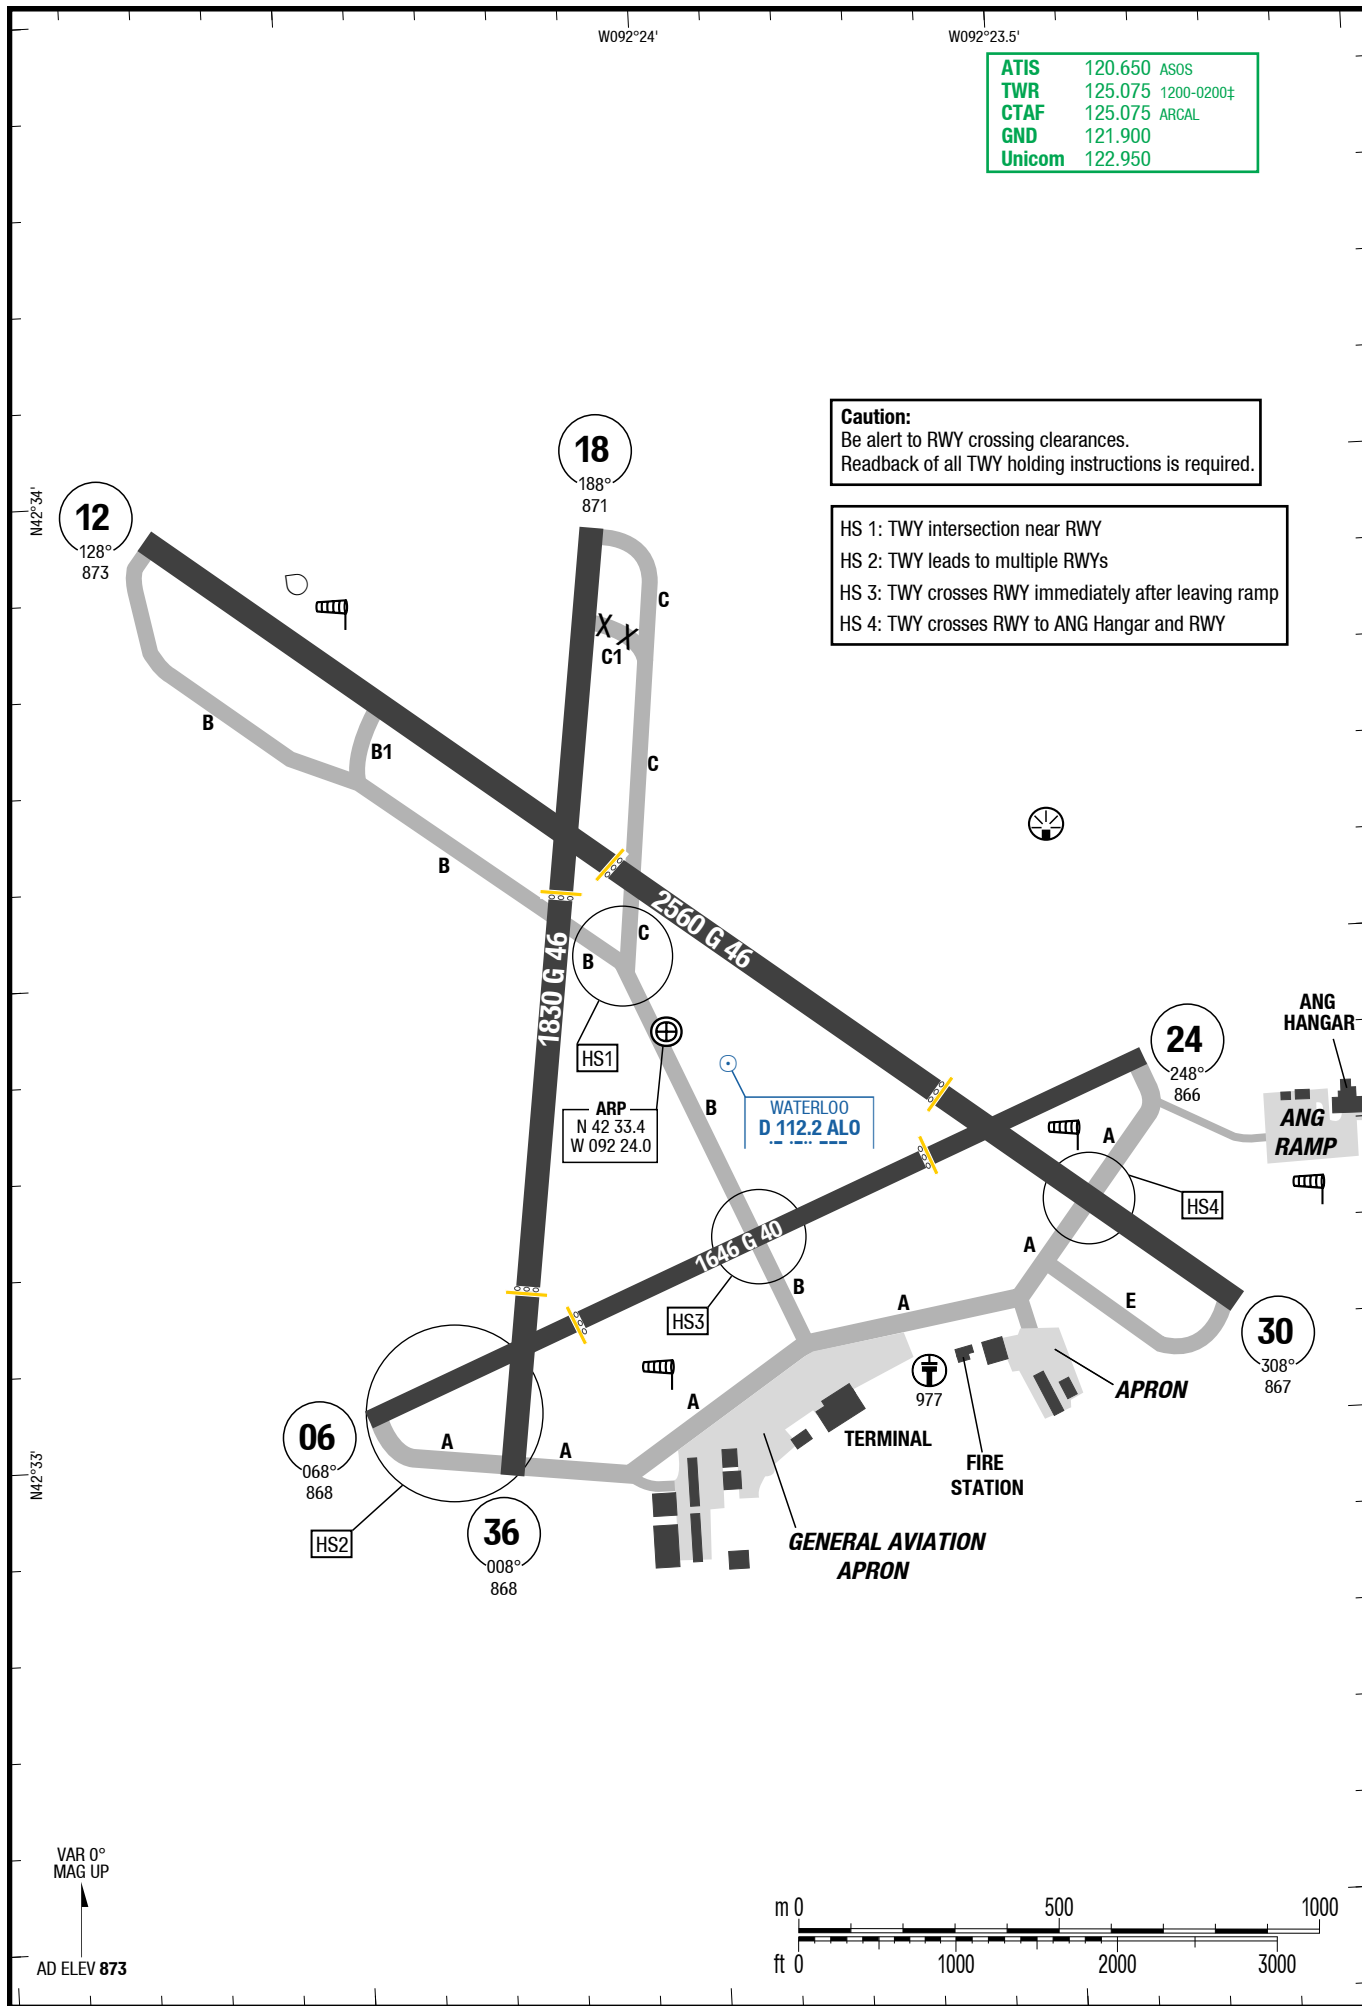 W092°24'
W092°23.5'
ATIS 120.650 ASOS
TWR 125.075 1200-0200‡
CTAF 125.075 ARCAL
GND 121.900
Unicom 122.950
Caution:
Be alert to RWY crossing clearances.
Readback of all TWY holding instructions is required.
HS 1: TWY intersection near RWY
HS 2: TWY leads to multiple RWYs
HS 3: TWY crosses RWY immediately after leaving ramp
HS 4: TWY crosses RWY to ANG Hangar and RWY
18
188°
871
N42°34'
12
128°
873
C
X X
C1
B
B1
C
B
2560 G 46
C
B
1830 G 46
HS1
ANG
HANGAR
24
248°
866
ARP
N 42 33.4
W 092 24.0
B
WATERLOO
D 112.2 ALO
A
ANG
RAMP
HS4
1646 G 40
A
B
HS3
A
E
30
308°
867
977
APRON
A
TERMINAL
FIRE
STATION
06
068°
868
A
A
N42°33'
HS2
36
008°
868
GENERAL AVIATION
APRON
VAR 0°
MAG UP
AD ELEV 873
m 0 500 1000
ft 0 1000 2000 3000